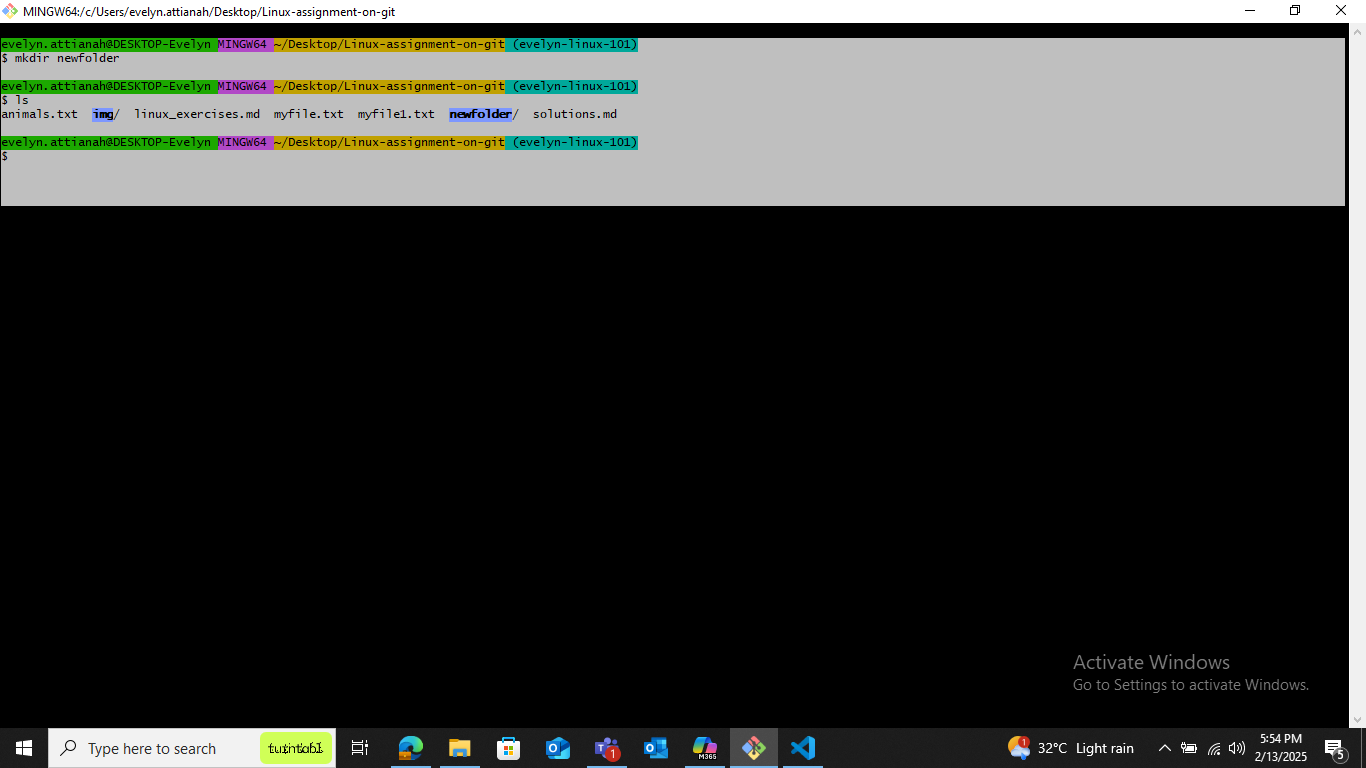 MINGW64:/c/Users/evelyn.attianah/Desktop/Linux-assignment-on-git
evelyn.attianah@DESKTOP-Evelyn MINGW64 ~/Desktop/Linux-assignment-on-git (evelyn-linux-101)
$ mkdir newfolder
evelyn.attianah@DESKTOP-Evelyn MINGW64 ~/Desktop/Linux-assignment-on-git (evelyn-linux-101)
$ ls
animals.txt  img/  linux_exercises.md  myfile.txt  myfile1.txt  newfolder/  solutions.md
evelyn.attianah@DESKTOP-Evelyn MINGW64 ~/Desktop/Linux-assignment-on-git (evelyn-linux-101)
$
Activate Windows
Go to Settings to activate Windows.
Type here to search
1
M365
1
32°C Light rain
5:54 PM
2/13/2025
5